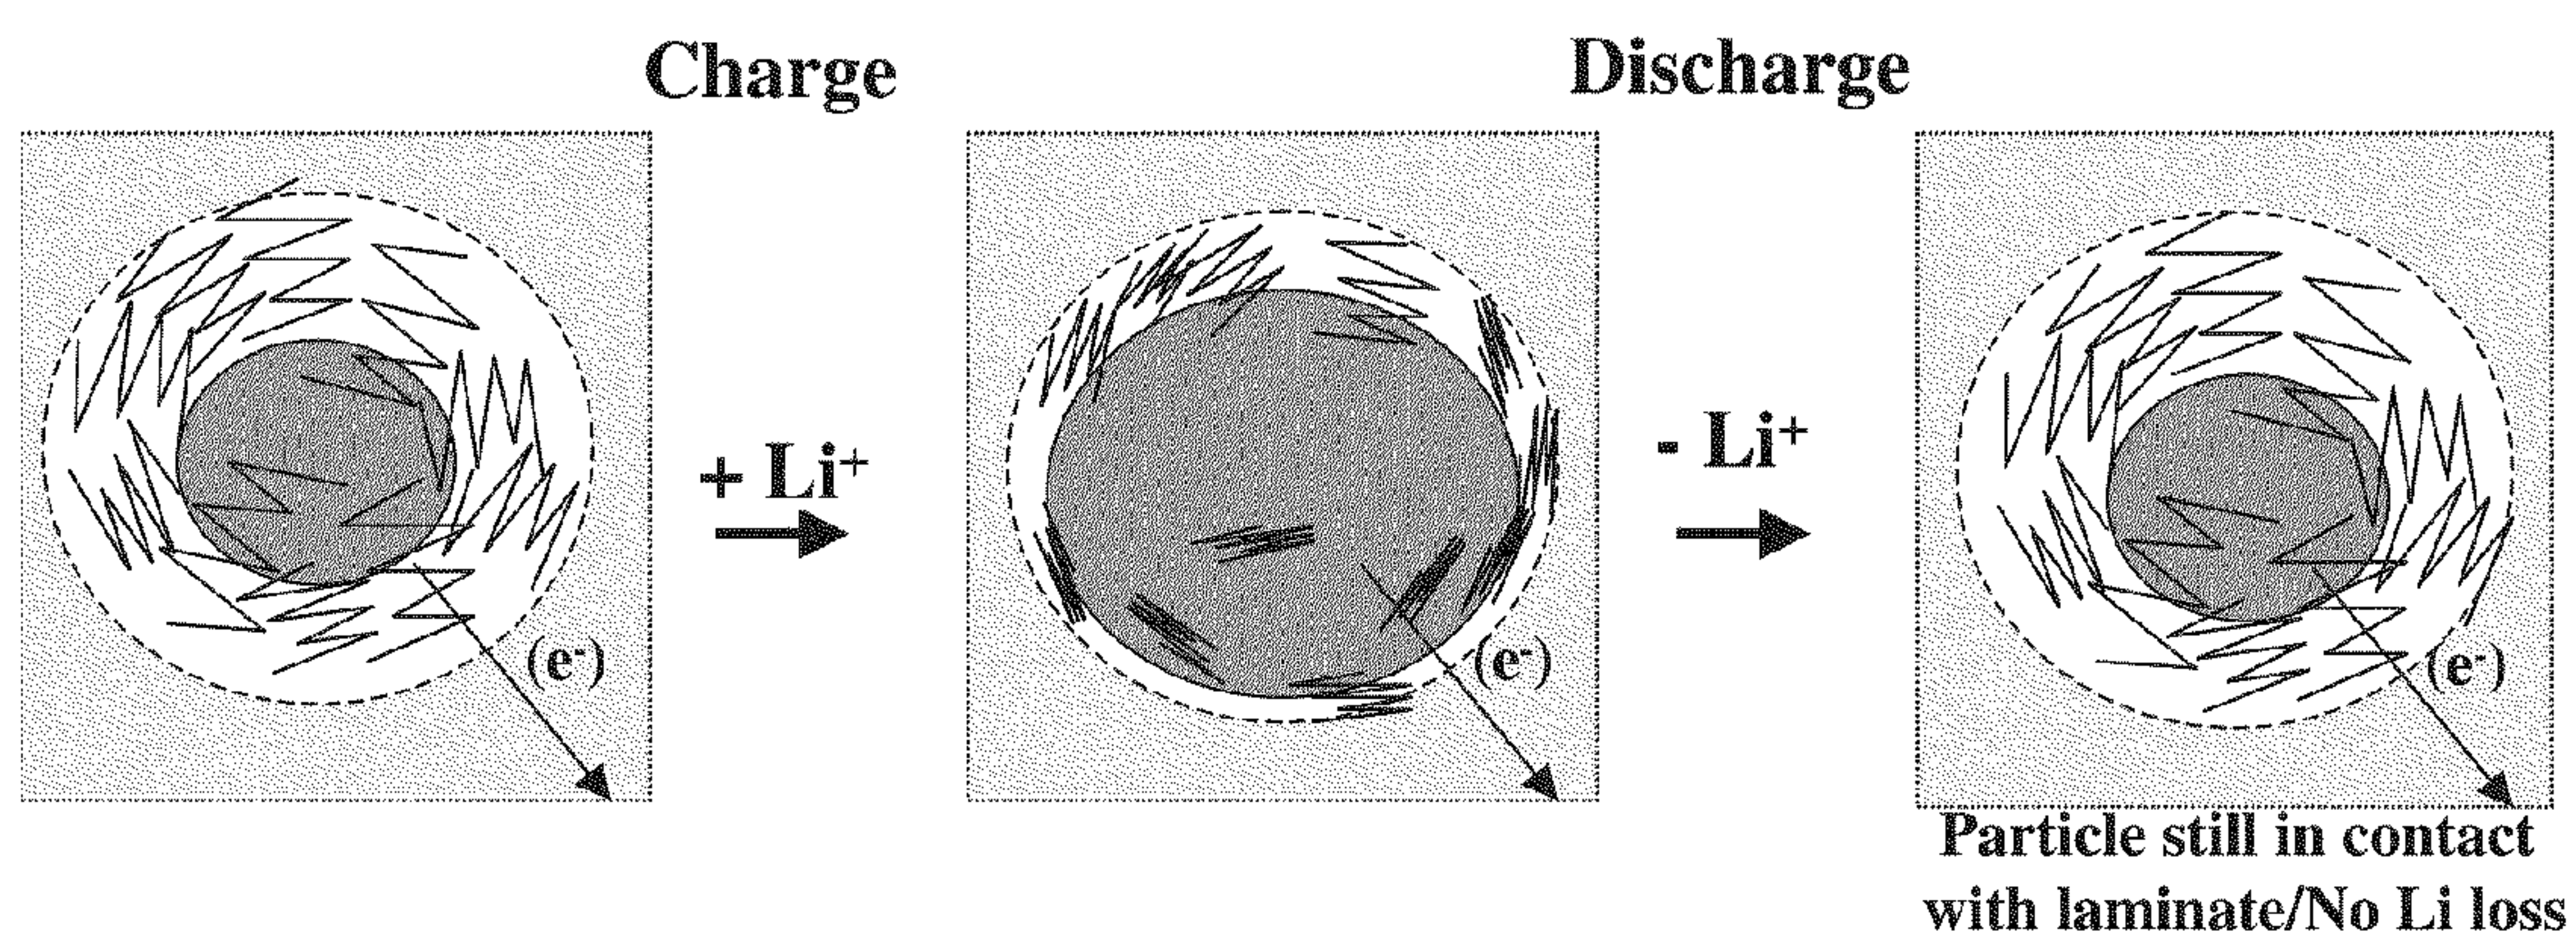 Charge
Discharge
+ Li⁺
- Li⁺
(e⁻)
(e⁻)
(e⁻)
Particle still in contact
with laminate/No Li loss